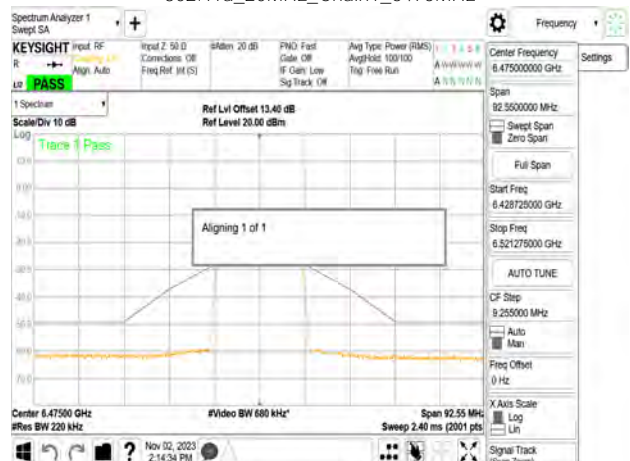 Spectrum Analyzer 1
Swept SA
+
Frequency
Settings
KEYSIGHT
Input: RF
Align: Auto
Input Z: 50 Ω
Corrections: Off
Freq Ref: Int (S)
#Atten: 20 dB
PNO: Fast
Gate: Off
IF Gain: Low
Sig Track: Off
Avg Type: Power (RMS)
Avg|Hold: 100/100
Trig: Free Run
PASS
1 Spectrum
Scale/Div 10 dB
Ref Lvl Offset 13.40 dB
Ref Level 20.00 dBm
Log
Trace 1 Pass
Aligning 1 of 1
Center 6.47500 GHz
#Res BW 220 kHz
#Video BW 680 kHz*
Span 92.55 MHz
Sweep 2.40 ms (2001 pts
Center Frequency
6.475000000 GHz
Span
92.5500000 MHz
Swept Span
Zero Span
Full Span
Start Freq
6.428725000 GHz
Stop Freq
6.521275000 GHz
AUTO TUNE
CF Step
9.255000 MHz
Auto
Man
Freq Offset
0 Hz
X Axis Scale
Log
Lin
Signal Track
Nov 02, 2023
2:14:34 PM